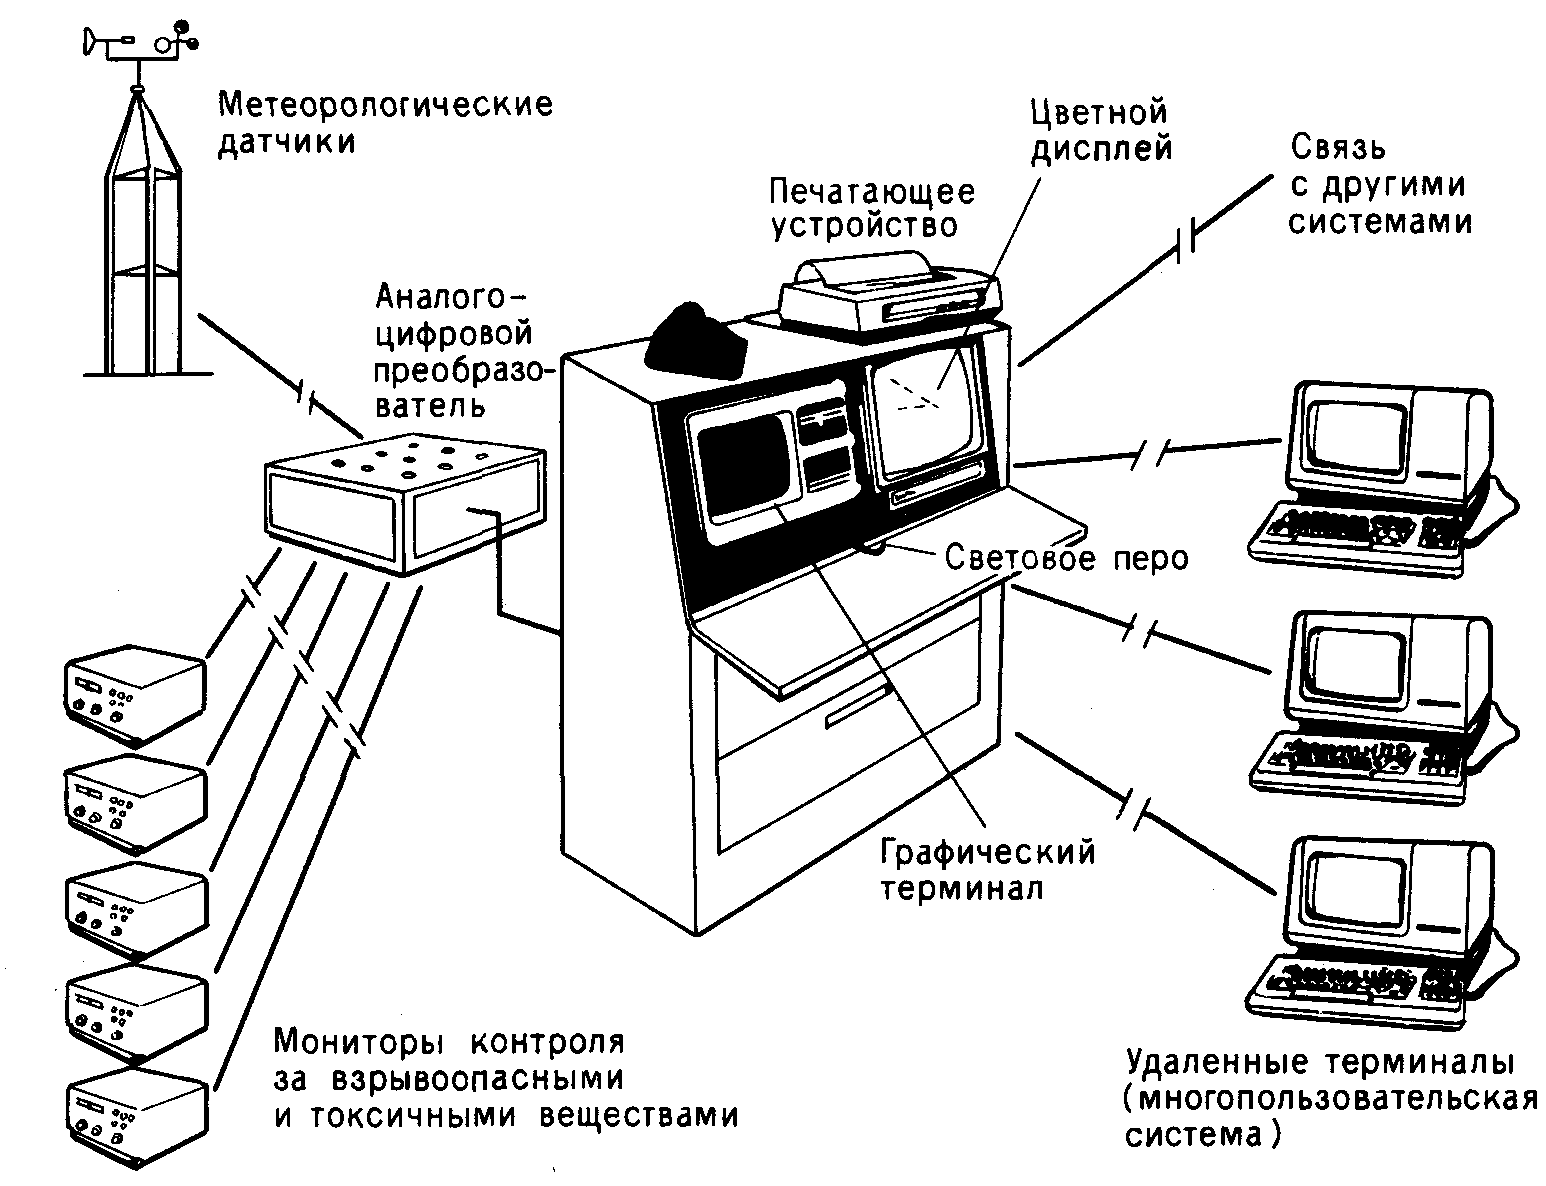 Метеорологические
датчики
Цветной
дисплей
Связь
с другими
системами
Печатающее
устройство
Аналого-
цифровой
преобразо-
ватель
Световое перо
Графический
терминал
Мониторы контроля
за взрывоопасными
и токсичными веществами
Удаленные терминалы
(многопользовательская
система)